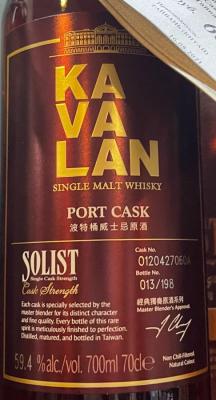 KA
VA
LAN
SINGLE MALT WHISKY
PORT CASK
波特桶威士忌原酒
SOLIST
Single Cask Strength
Cask Strength
Each cask is specially selected by the
master blender for its distinct character
and fine quality. Every bottle of this rare
spirit is meticulously finished to perfection.
Distilled, matured, and bottled in Taiwan.
Cask No.
O120427060A
Bottle No.
013/198
經典獨奏原酒系列
Master Blender's Approval,
59.4 %alc./vol. 700ml 70cl℮
Non Chill-Filtered,
Natural Colour